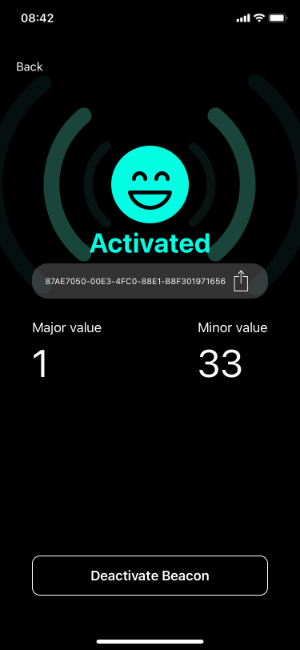 08:42
Back
Activated
87AE7050-00E3-4FC0-88E1-B8F301971656
Major value Minor value
1 33
Deactivate Beacon